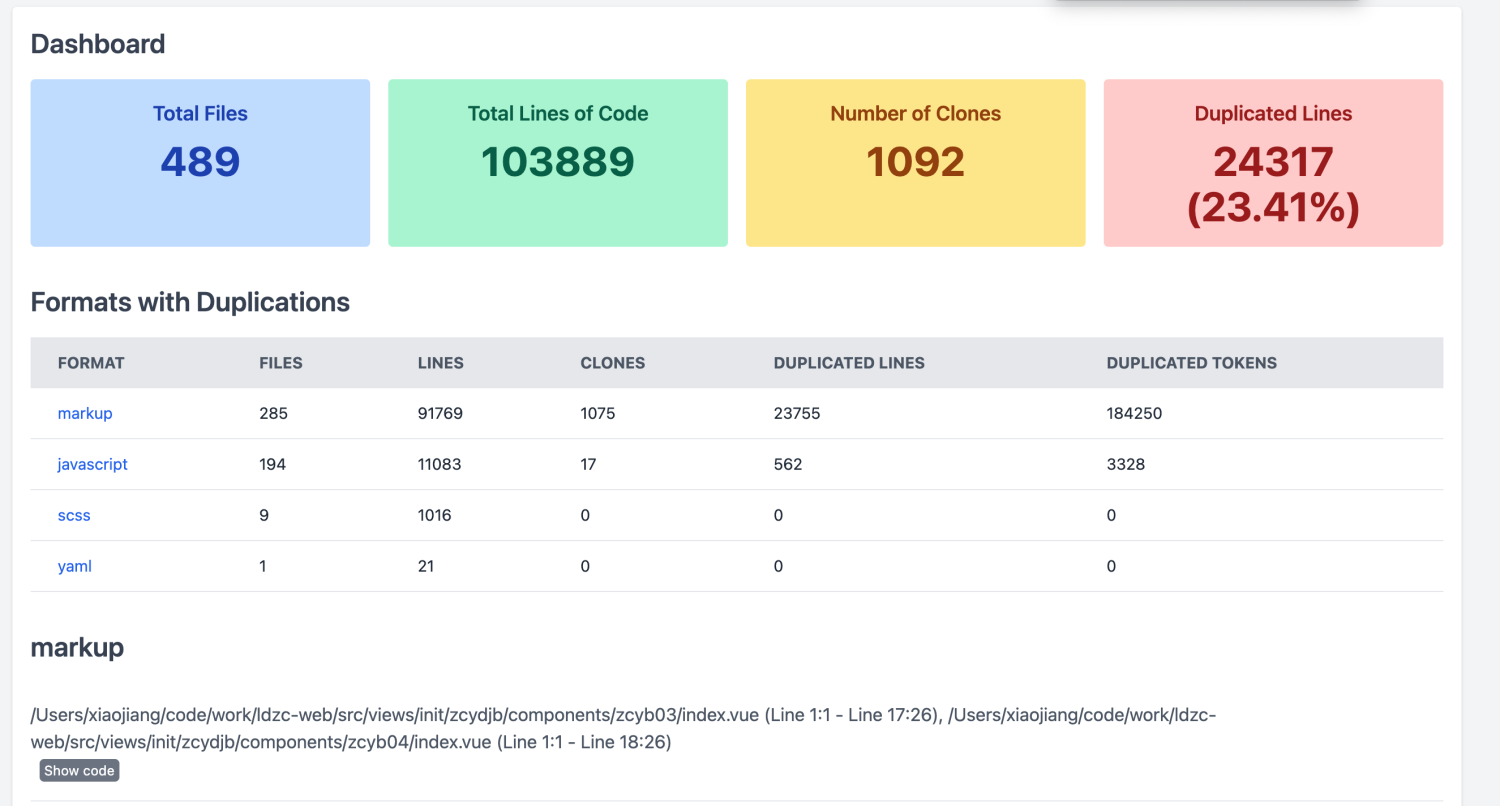 Dashboard
Total Files
489
Total Lines of Code
103889
Number of Clones
1092
Duplicated Lines
24317
(23.41%)
Formats with Duplications
FORMAT FILES LINES CLONES DUPLICATED LINES DUPLICATED TOKENS
markup 285 91769 1075 23755 184250
javascript 194 11083 17 562 3328
scss 9 1016 0 0 0
yaml 1 21 0 0 0
markup
/Users/xiaojiang/code/work/ldzc-web/src/views/init/zcydjb/components/zcyb03/index.vue (Line 1:1 - Line 17:26), /Users/xiaojiang/code/work/ldzc-
web/src/views/init/zcydjb/components/zcyb04/index.vue (Line 1:1 - Line 18:26)
Show code